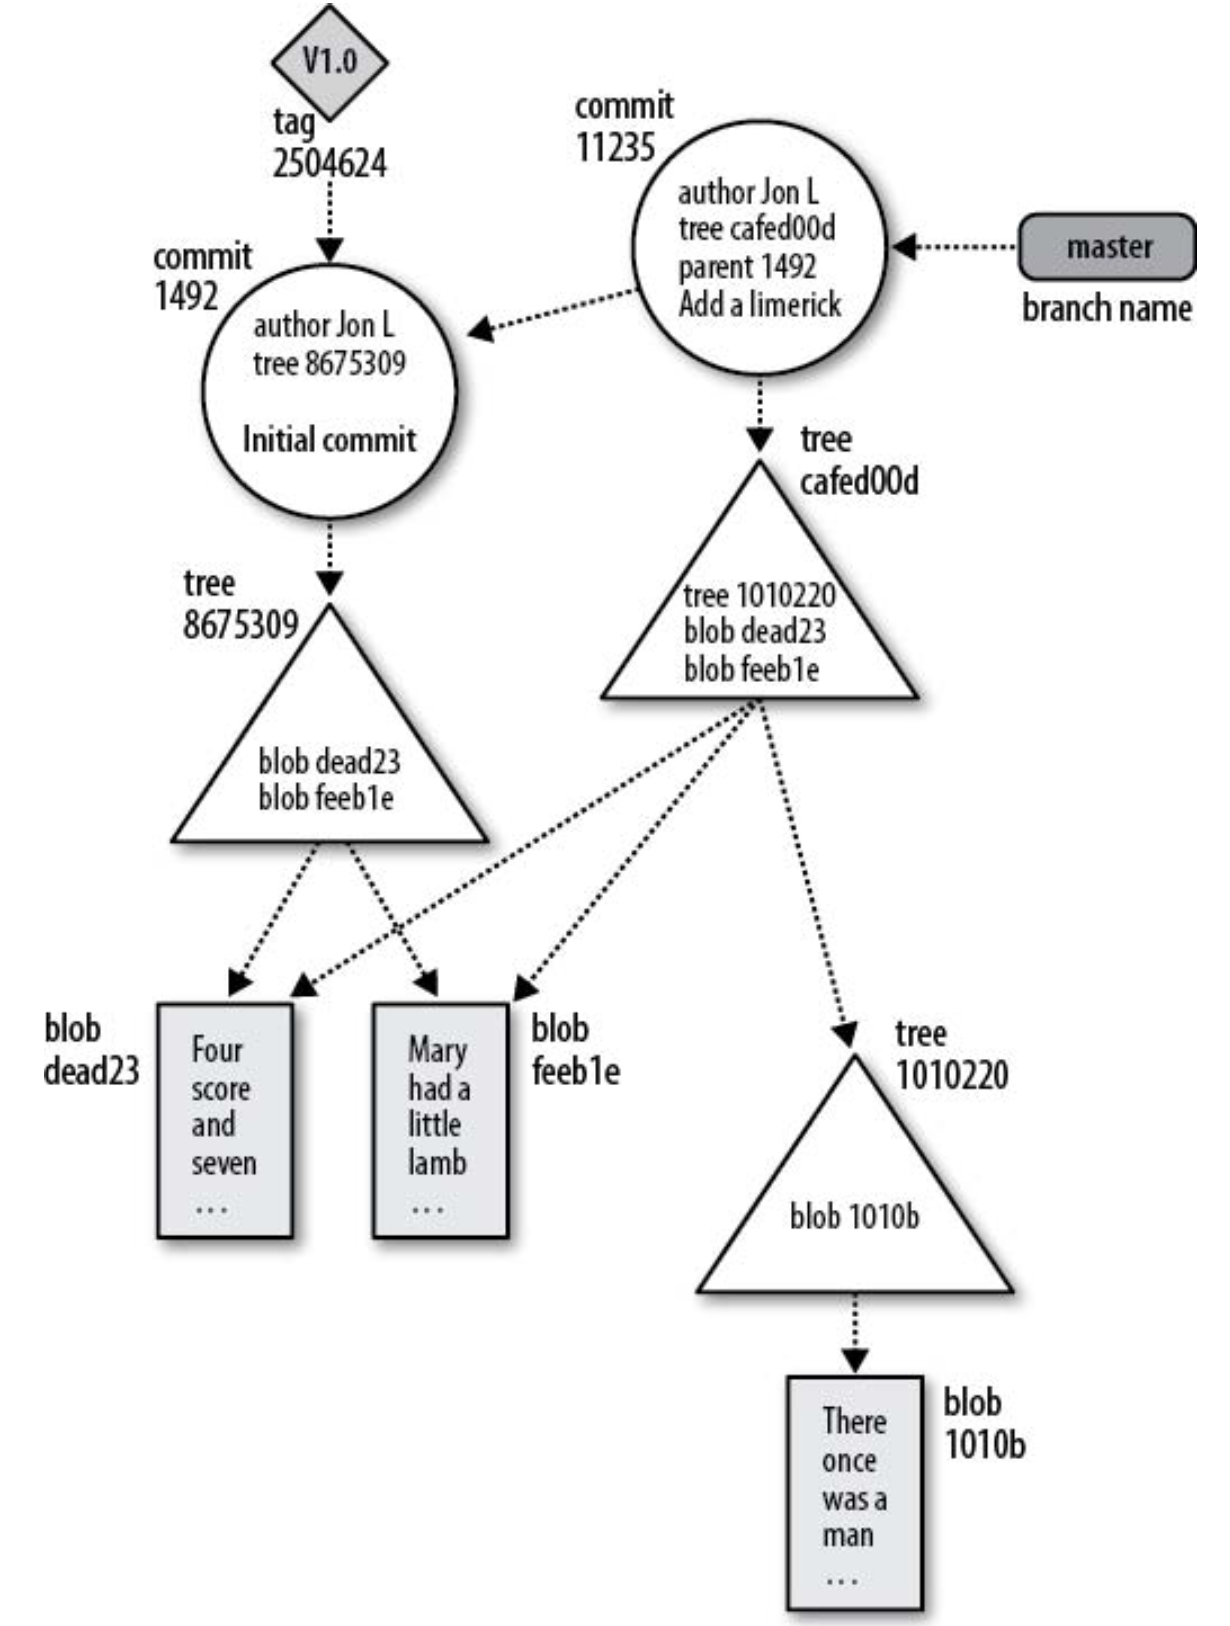 V1.0
tag
2504624
commit
11235
author Jon L
tree cafed00d
parent 1492
Add a limerick
master
branch name
commit
1492
author Jon L
tree 8675309
Initial commit
tree
cafed00d
tree 1010220
blob dead23
blob feeb1e
tree
8675309
blob dead23
blob feeb1e
blob
dead23
Four
score
and
seven
...
Mary
had a
little
lamb
...
blob
feeb1e
tree
1010220
blob 1010b
There
once
was a
man
...
blob
1010b